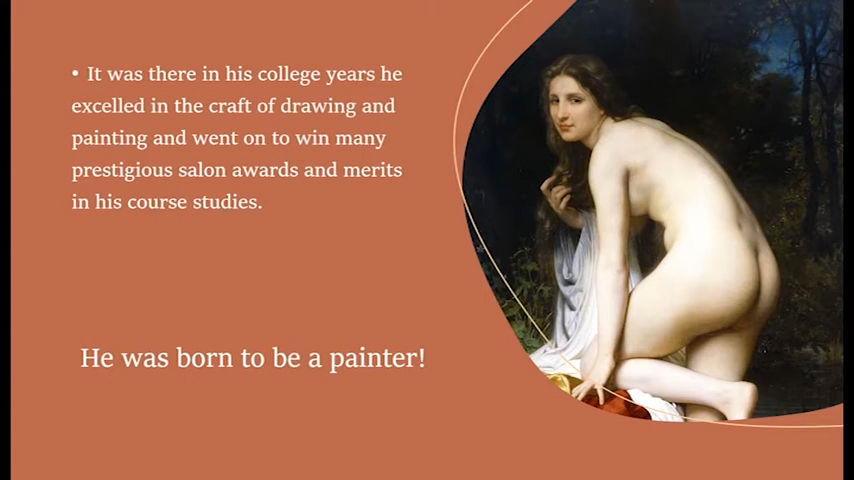 • It was there in his college years he
excelled in the craft of drawing and
painting and went on to win many
prestigious salon awards and merits
in his course studies.
He was born to be a painter!